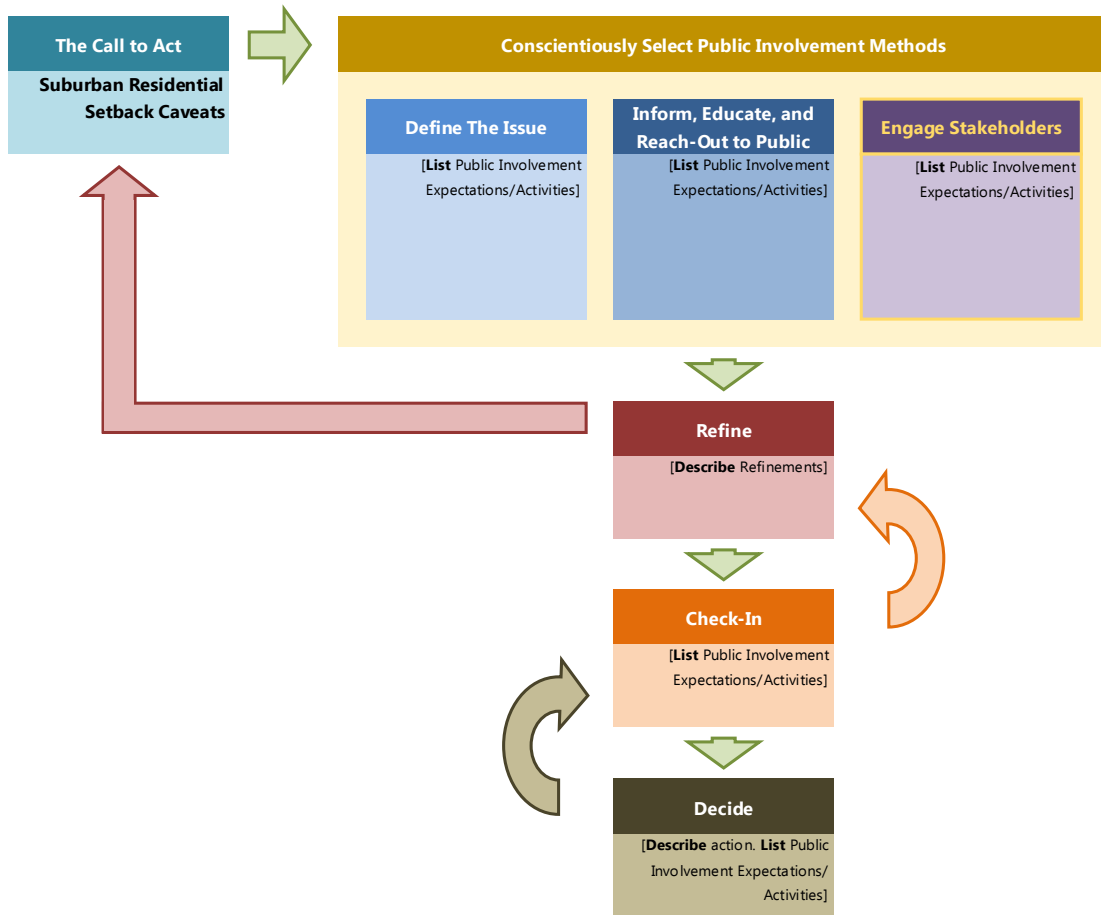 The Call to Act
Suburban Residential
Setback Caveats
Conscientiously Select Public Involvement Methods
Define The Issue
[List Public Involvement
Expectations/Activities]
Inform, Educate, and
Reach-Out to Public
[List Public Involvement
Expectations/Activities]
Engage Stakeholders
[List Public Involvement
Expectations/Activities]
Refine
[Describe Refinements]
Check-In
[List Public Involvement
Expectations/Activities]
Decide
[Describe action. List Public
Involvement Expectations/
Activities]